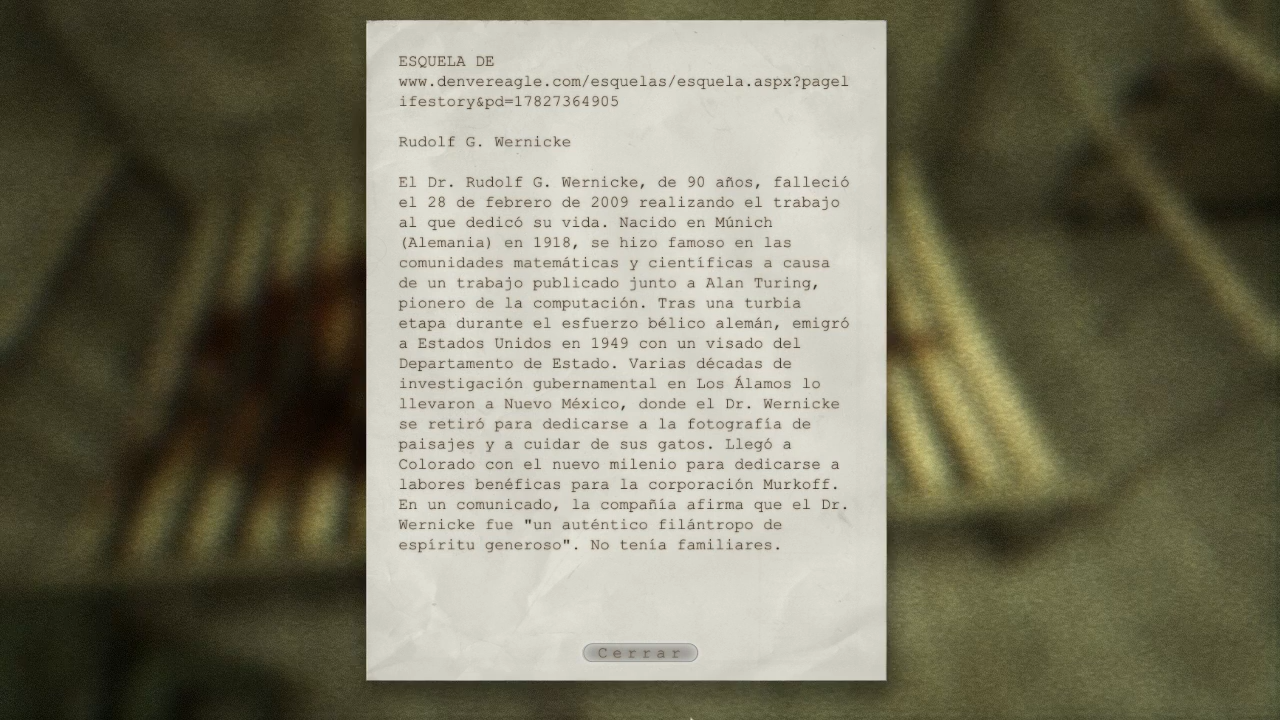 ESQUELA DE
www.denvereagle.com/esquelas/esquela.aspx?pagel
ifestory&pd=17827364905
Rudolf G. Wernicke
El Dr. Rudolf G. Wernicke, de 90 años, falleció
el 28 de febrero de 2009 realizando el trabajo
al que dedicó su vida. Nacido en Múnich
(Alemania) en 1918, se hizo famoso en las
comunidades matemáticas y científicas a causa
de un trabajo publicado junto a Alan Turing,
pionero de la computación. Tras una turbia
etapa durante el esfuerzo bélico alemán, emigró
a Estados Unidos en 1949 con un visado del
Departamento de Estado. Varias décadas de
investigación gubernamental en Los Álamos lo
llevaron a Nuevo México, donde el Dr. Wernicke
se retiró para dedicarse a la fotografía de
paisajes y a cuidar de sus gatos. Llegó a
Colorado con el nuevo milenio para dedicarse a
labores benéficas para la corporación Murkoff.
En un comunicado, la compañía afirma que el Dr.
Wernicke fue "un auténtico filántropo de
espíritu generoso". No tenía familiares.
Cerrar